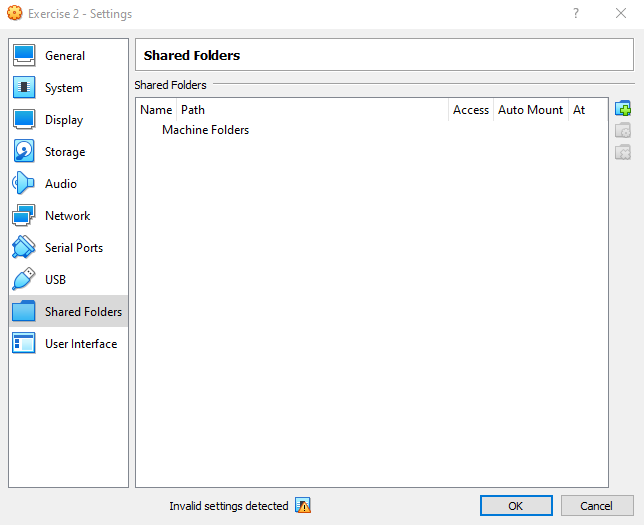 Exercise 2 - Settings
?
General
System
Display
Storage
Audio
Network
Serial Ports
USB
Shared Folders
User Interface
Shared Folders
Shared Folders
Name Path Access Auto Mount At
Machine Folders
Invalid settings detected
OK Cancel